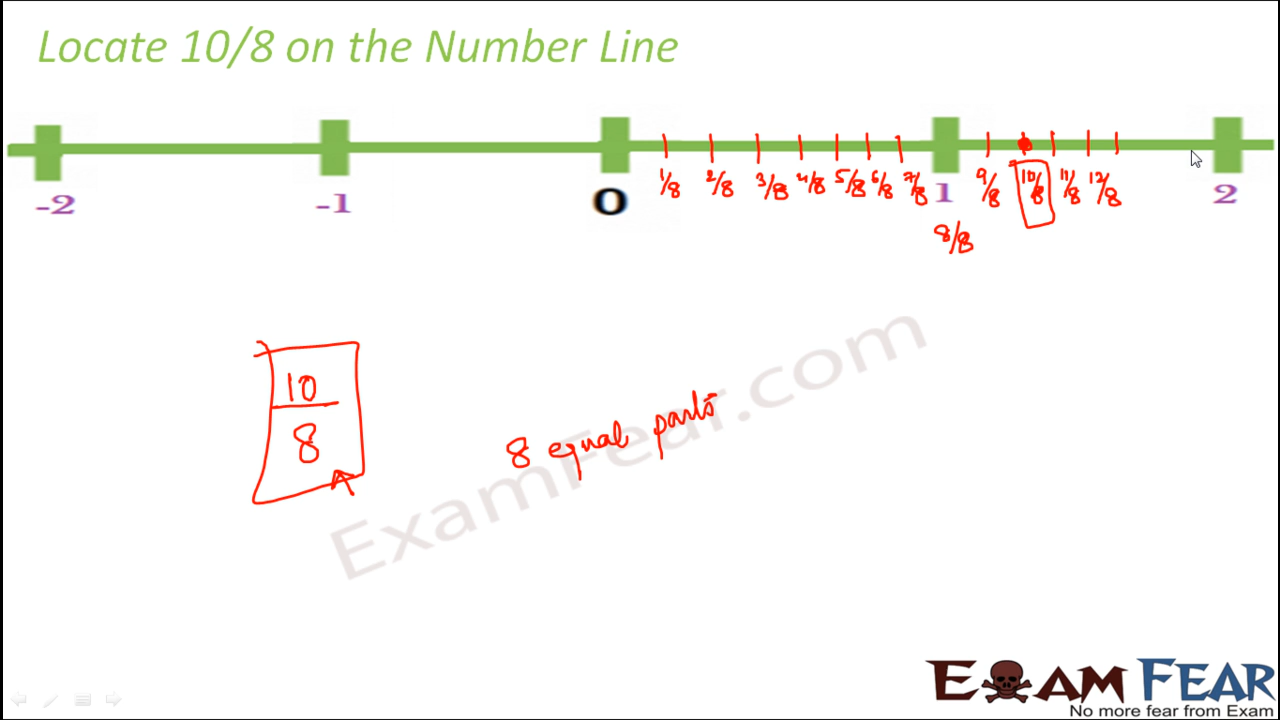 Locate 10/8 on the Number Line
-2 -1 0 1/8 2/8 3/8 4/8 5/8 6/8 7/8 1 9/8 10/8 11/8 12/8 2
8/8
10
8
8 equal parts
ExamFear.com
EXAM FEAR
No more fear from Exam